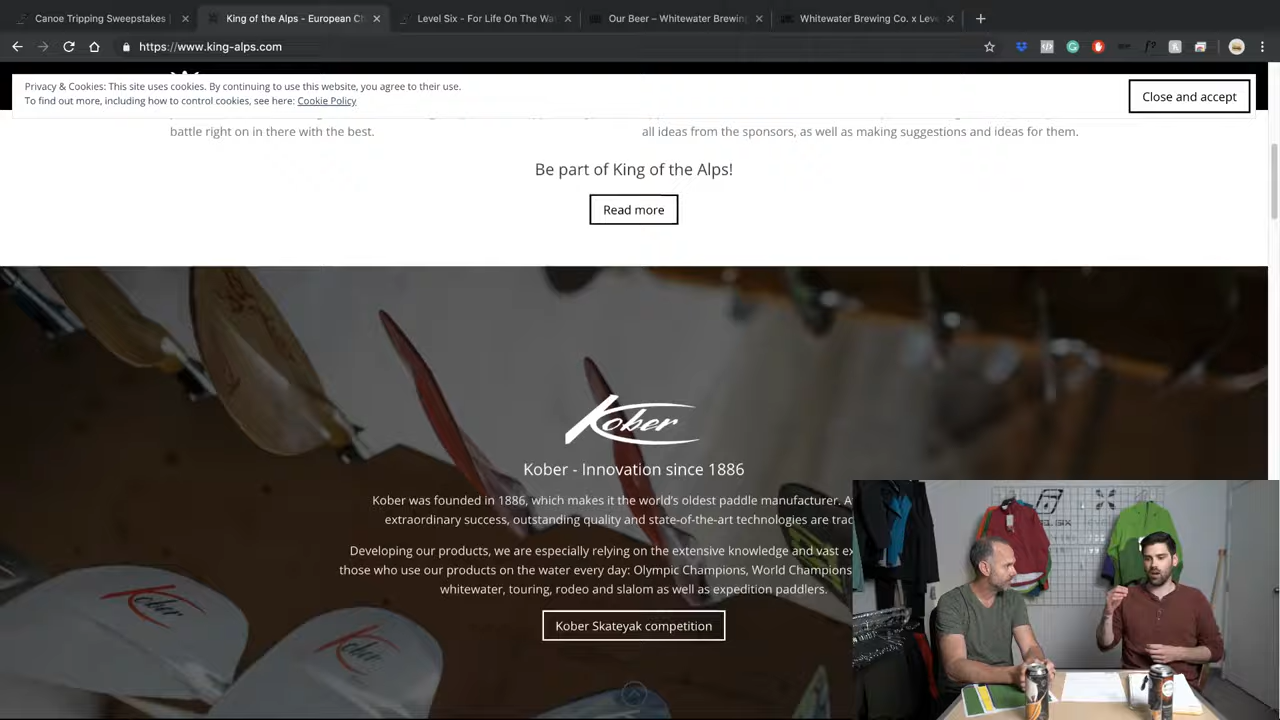 Canoe Tripping Sweepstakes |
King of the Alps - European Ch
Level Six - For Life On The Wa
Our Beer – Whitewater Brewing
Whitewater Brewing Co. x Leve
https://www.king-alps.com
Privacy & Cookies: This site uses cookies. By continuing to use this website, you agree to their use.
To find out more, including how to control cookies, see here: Cookie Policy
Close and accept
battle right on in there with the best.
all ideas from the sponsors, as well as making suggestions and ideas for them.
Be part of King of the Alps!
Read more
Kober
Kober - Innovation since 1886
Kober was founded in 1886, which makes it the world's oldest paddle manufacturer. A
extraordinary success, outstanding quality and state-of-the-art technologies are trac
Developing our products, we are especially relying on the extensive knowledge and vast ex
those who use our products on the water every day: Olympic Champions, World Champions
whitewater, touring, rodeo and slalom as well as expedition paddlers.
Kober Skateyak competition
Kober
Kober